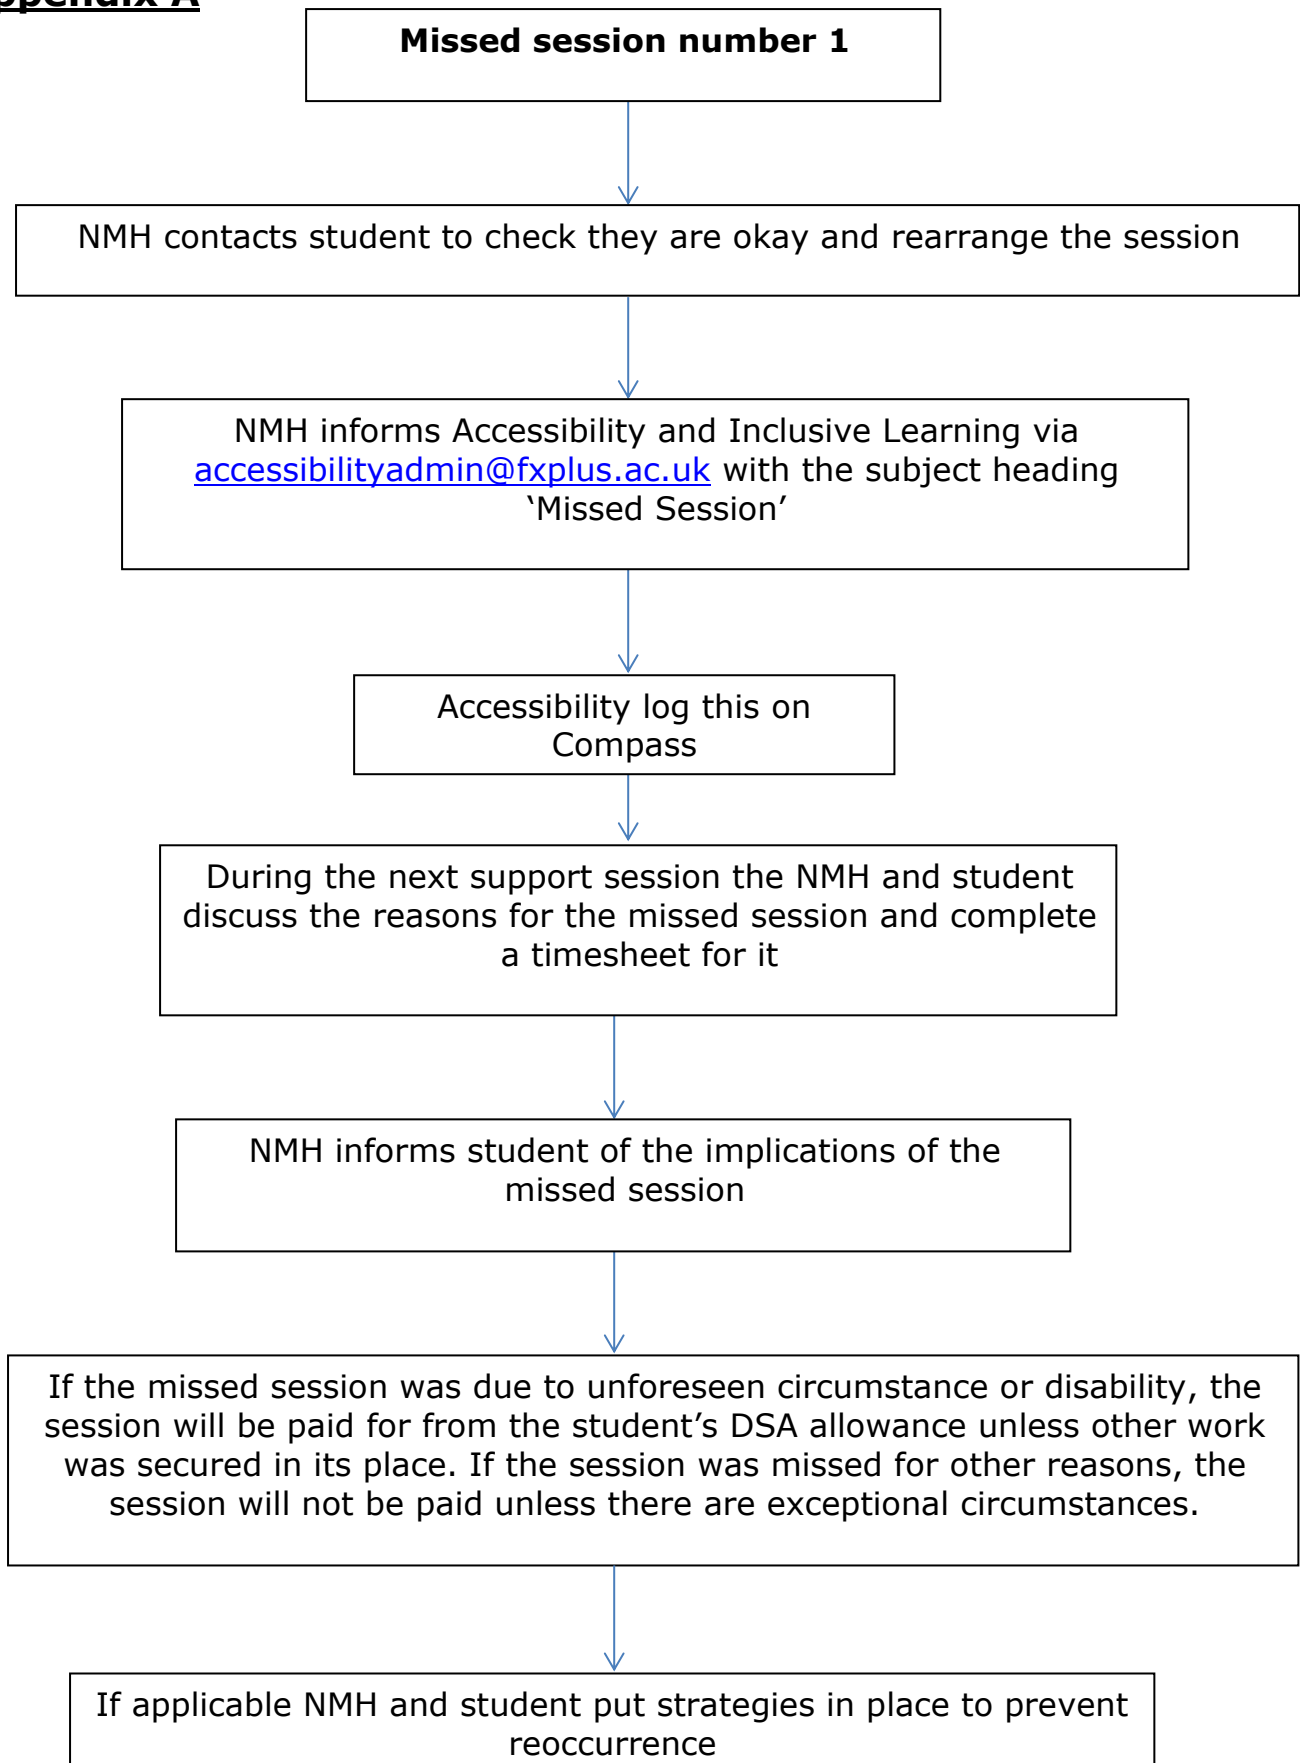 Appendix A
Missed session number 1
NMH contacts student to check they are okay and rearrange the session
NMH informs Accessibility and Inclusive Learning via
accessibilityadmin@fxplus.ac.uk with the subject heading
‘Missed Session’
Accessibility log this on
Compass
During the next support session the NMH and student
discuss the reasons for the missed session and complete
a timesheet for it
NMH informs student of the implications of the
missed session
If the missed session was due to unforeseen circumstance or disability, the
session will be paid for from the student’s DSA allowance unless other work
was secured in its place. If the session was missed for other reasons, the
session will not be paid unless there are exceptional circumstances.
If applicable NMH and student put strategies in place to prevent
reoccurrence